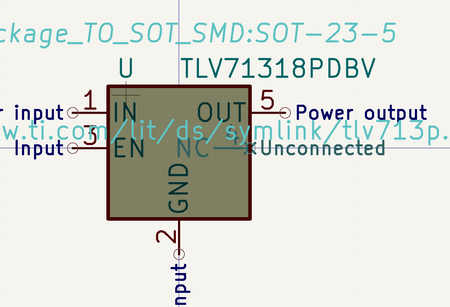 ckage_TO_SOT_SMD:SOT-23-5
U TLV71318PDBV
r input 1 IN OUT 5 Power output
w.ti.com/lit/ds/symlink/tlv713p.
Input 3 EN NC Unconnected
GND
2
nput